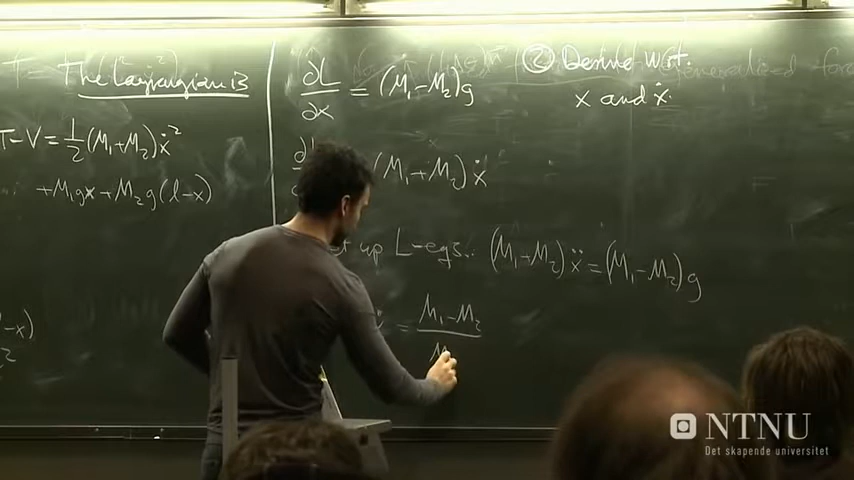 The Lagrangian is
T-V = 1/2 (M₁+M₂)ẋ²
+M₁gx + M₂g(l-x)
-x)
∂L/∂x = (M₁-M₂)g
(M₁+M₂)ẋ
up L-eqs.: (M₁+M₂)ẍ = (M₁-M₂)g
= M₁-M₂
② Derive w.r.t.
x and ẋ.
NTNU
Det skapende universitet